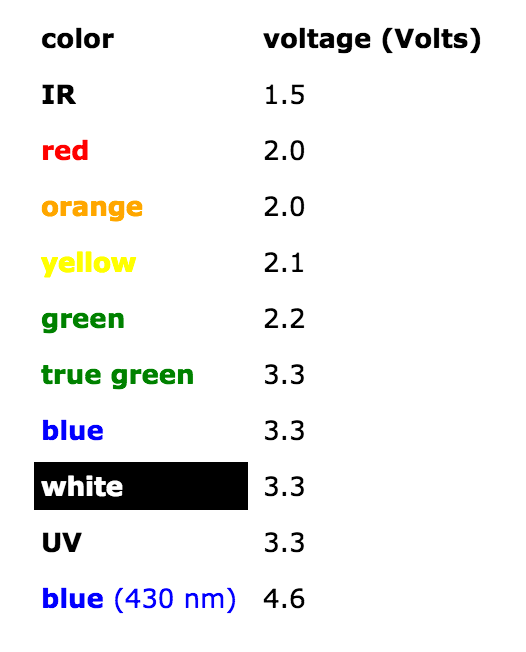 color voltage (Volts)
IR 1.5
red 2.0
orange 2.0
yellow 2.1
green 2.2
true green 3.3
blue 3.3
white 3.3
UV 3.3
blue (430 nm) 4.6